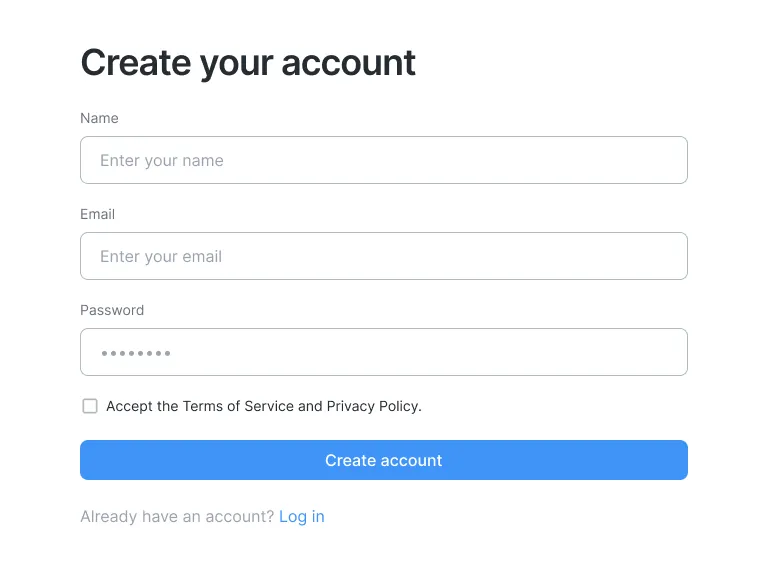 Create your account
Name
Enter your name
Email
Enter your email
Password
••••••••
Accept the Terms of Service and Privacy Policy.
Create account
Already have an account? Log in